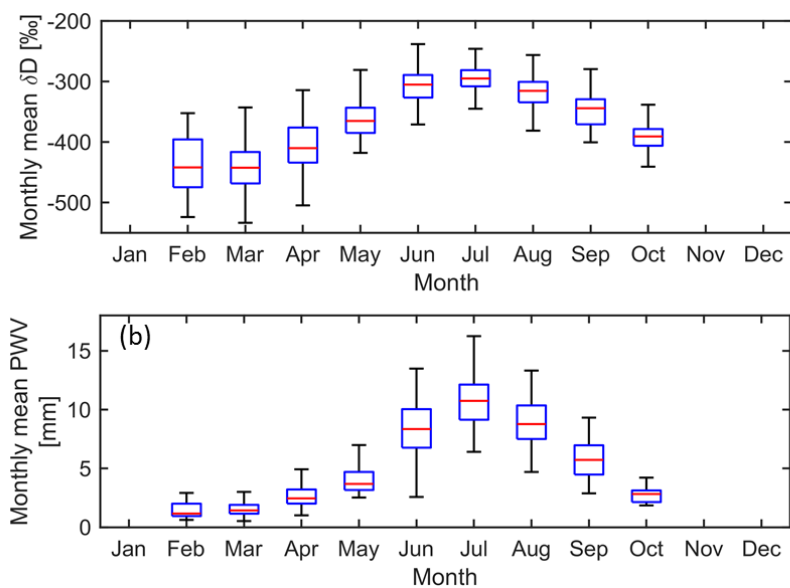 Monthly mean δD [‰]
-200
-300
-400
-500
Jan Feb Mar Apr May Jun Jul Aug Sep Oct Nov Dec
Month
(b)
Monthly mean PWV
[mm]
15
10
5
0
Jan Feb Mar Apr May Jun Jul Aug Sep Oct Nov Dec
Month